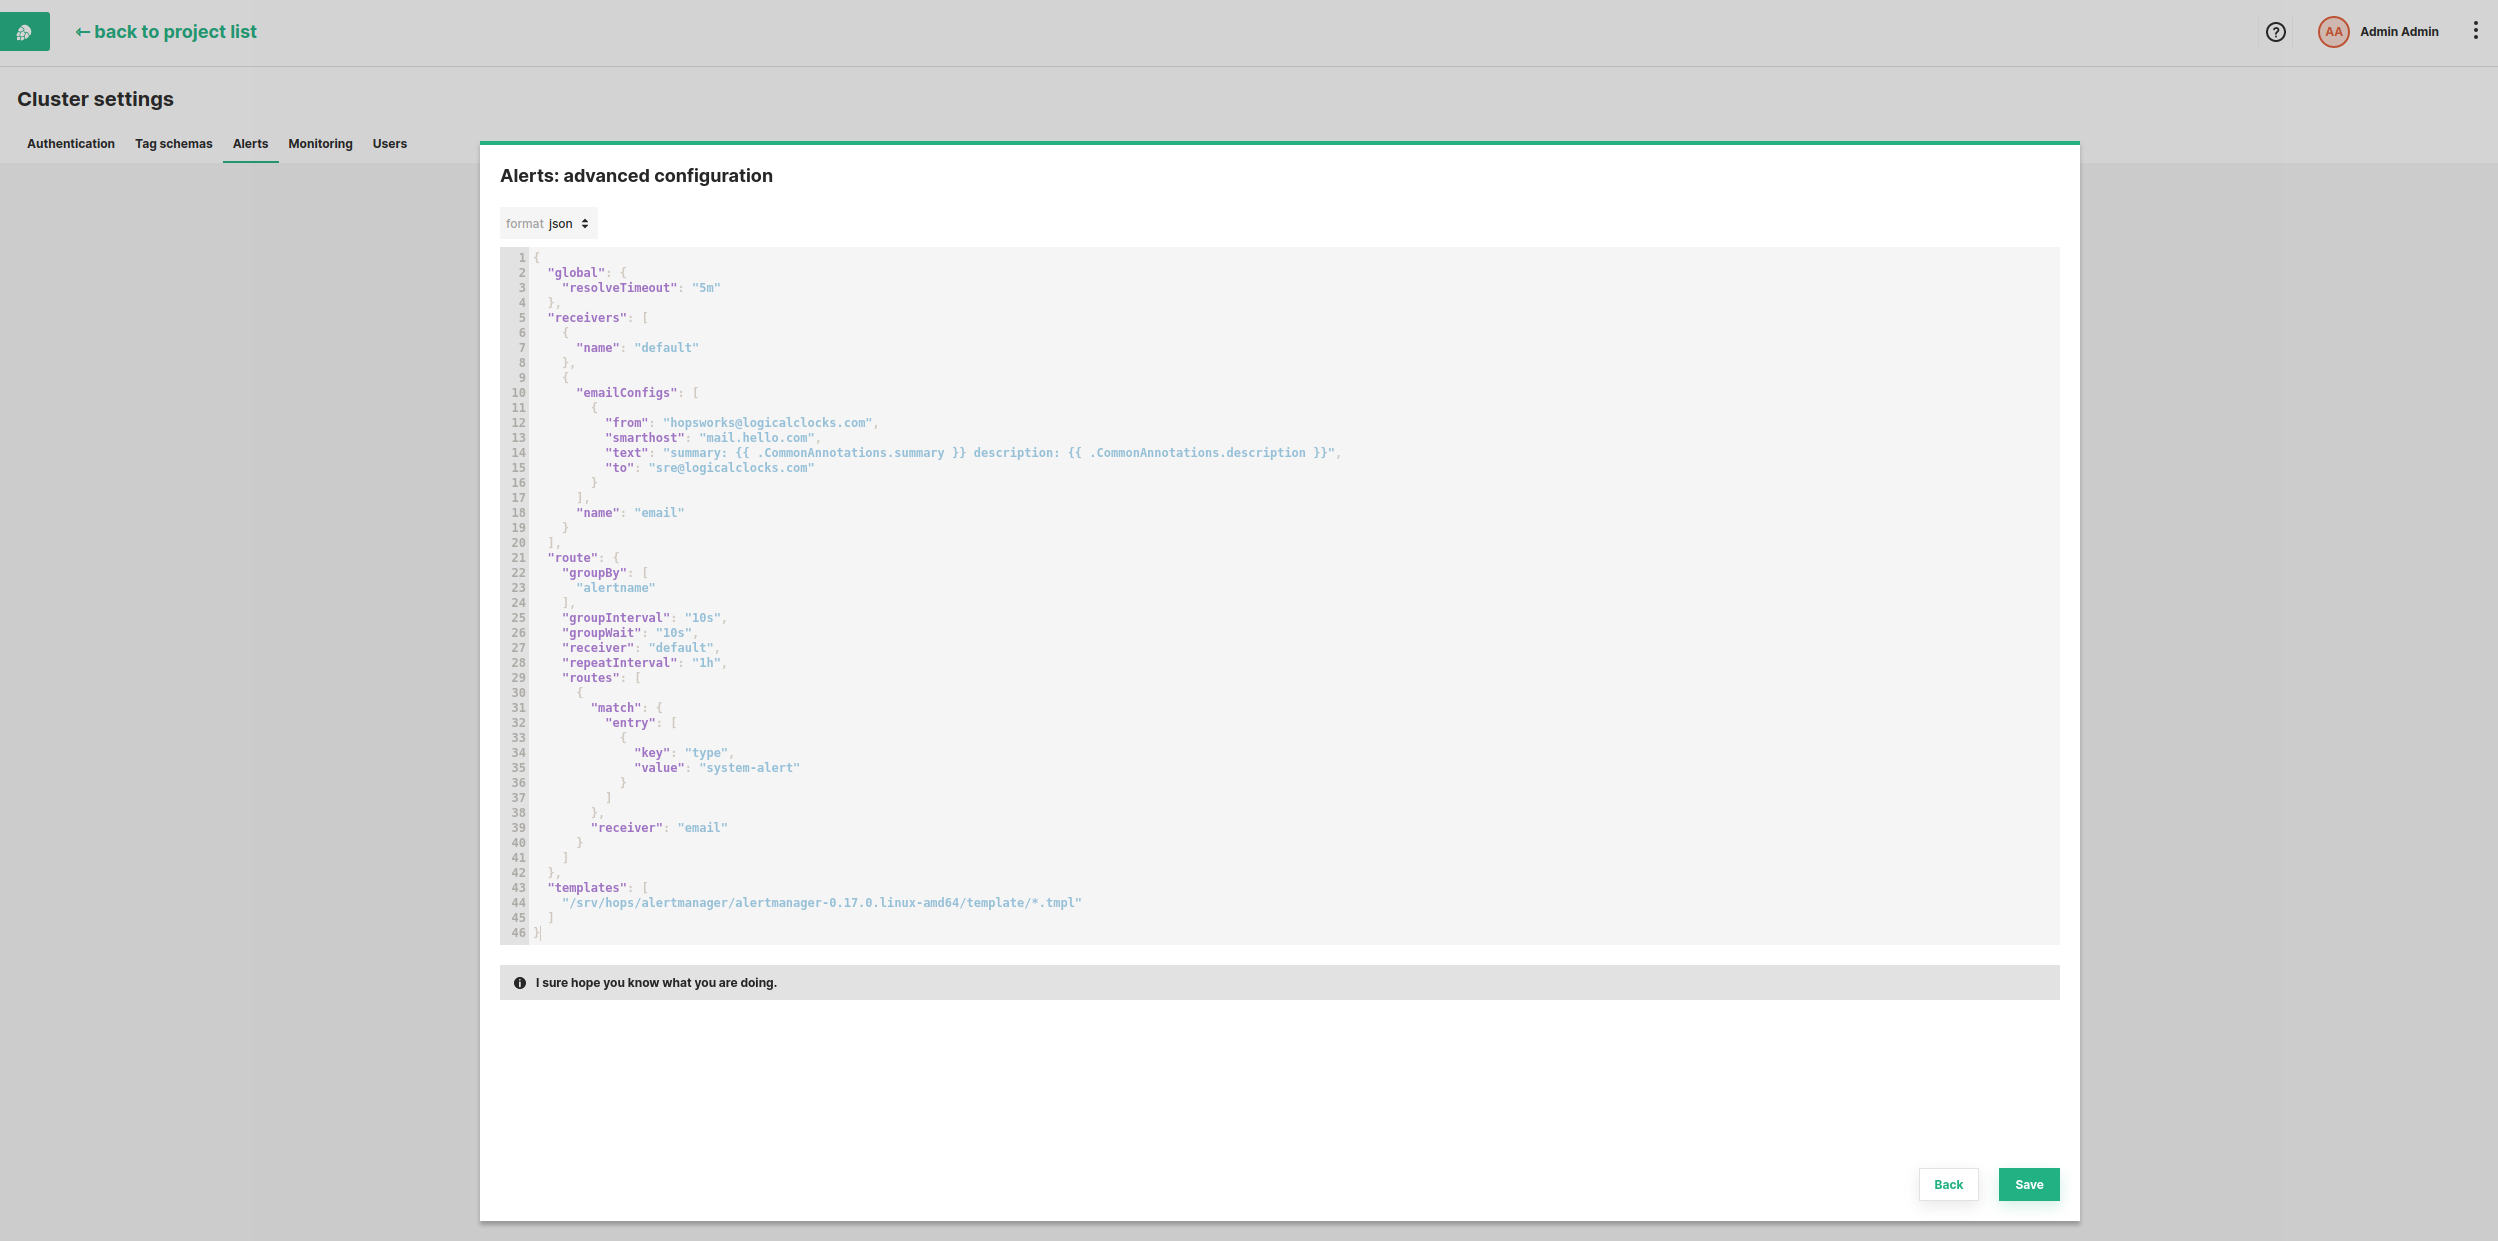 ← back to project list
? AA Admin Admin
Cluster settings
Authentication Tag schemas Alerts Monitoring Users
Alerts: advanced configuration
format json
1 {
2 "global": {
3 "resolveTimeout": "5m"
4 },
5 "receivers": [
6 {
7 "name": "default"
8 },
9 {
10 "emailConfigs": [
11 {
12 "from": "hopsworks@logicalclocks.com",
13 "smarthost": "mail.hello.com",
14 "text": "summary: {{ .CommonAnnotations.summary }} description: {{ .CommonAnnotations.description }}",
15 "to": "sre@logicalclocks.com"
16 }
17 ],
18 "name": "email"
19 }
20 ],
21 "route": {
22 "groupBy": [
23 "alertname"
24 ],
25 "groupInterval": "10s",
26 "groupWait": "10s",
27 "receiver": "default",
28 "repeatInterval": "1h",
29 "routes": [
30 {
31 "match": {
32 "entry": [
33 {
34 "key": "type",
35 "value": "system-alert"
36 }
37 ]
38 },
39 "receiver": "email"
40 }
41 ]
42 },
43 "templates": [
44 "/srv/hops/alertmanager/alertmanager-0.17.0.linux-amd64/template/*.tmpl"
45 ]
46 }
I sure hope you know what you are doing.
Back Save